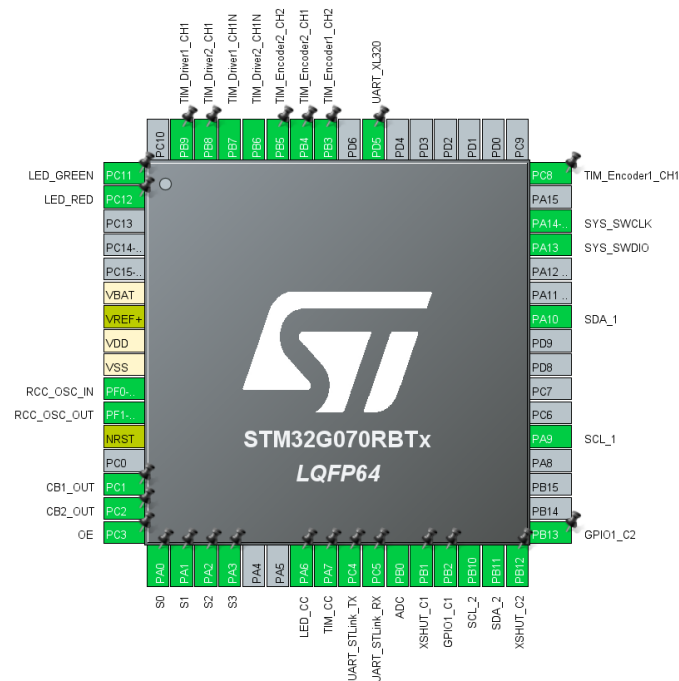 TIM_Driver1_CH1
TIM_Driver2_CH1
TIM_Driver1_CH1N
TIM_Driver2_CH1N
TIM_Encoder2_CH2
TIM_Encoder2_CH1
TIM_Encoder1_CH2
UART_XL320
PC10
PB9
PB8
PB7
PB6
PB5
PB4
PB3
PD6
PD5
PD4
PD3
PD2
PD1
PD0
PC9
LED_GREEN PC11
LED_RED PC12
PC13
PC14-..
PC15-..
VBAT
VREF+
VDD
VSS
RCC_OSC_IN PF0-..
RCC_OSC_OUT PF1-..
NRST
PC0
CB1_OUT PC1
CB2_OUT PC2
OE PC3
ST
STM32G070RBTx
LQFP64
PC8 TIM_Encoder1_CH1
PA15
PA14-.. SYS_SWCLK
PA13 SYS_SWDIO
PA12 ..
PA11 ..
PA10 SDA_1
PD9
PD8
PC7
PC6
PA9 SCL_1
PA8
PB15
PB14
PB13 GPIO1_C2
PA0
PA1
PA2
PA3
PA4
PA5
PA6
PA7
PC4
PC5
PB0
PB1
PB2
PB10
PB11
PB12
S0
S1
S2
S3
LED_CC
TIM_CC
UART_STLink_TX
UART_STLink_RX
ADC
XSHUT_C1
GPIO1_C1
SCL_2
SDA_2
XSHUT_C2